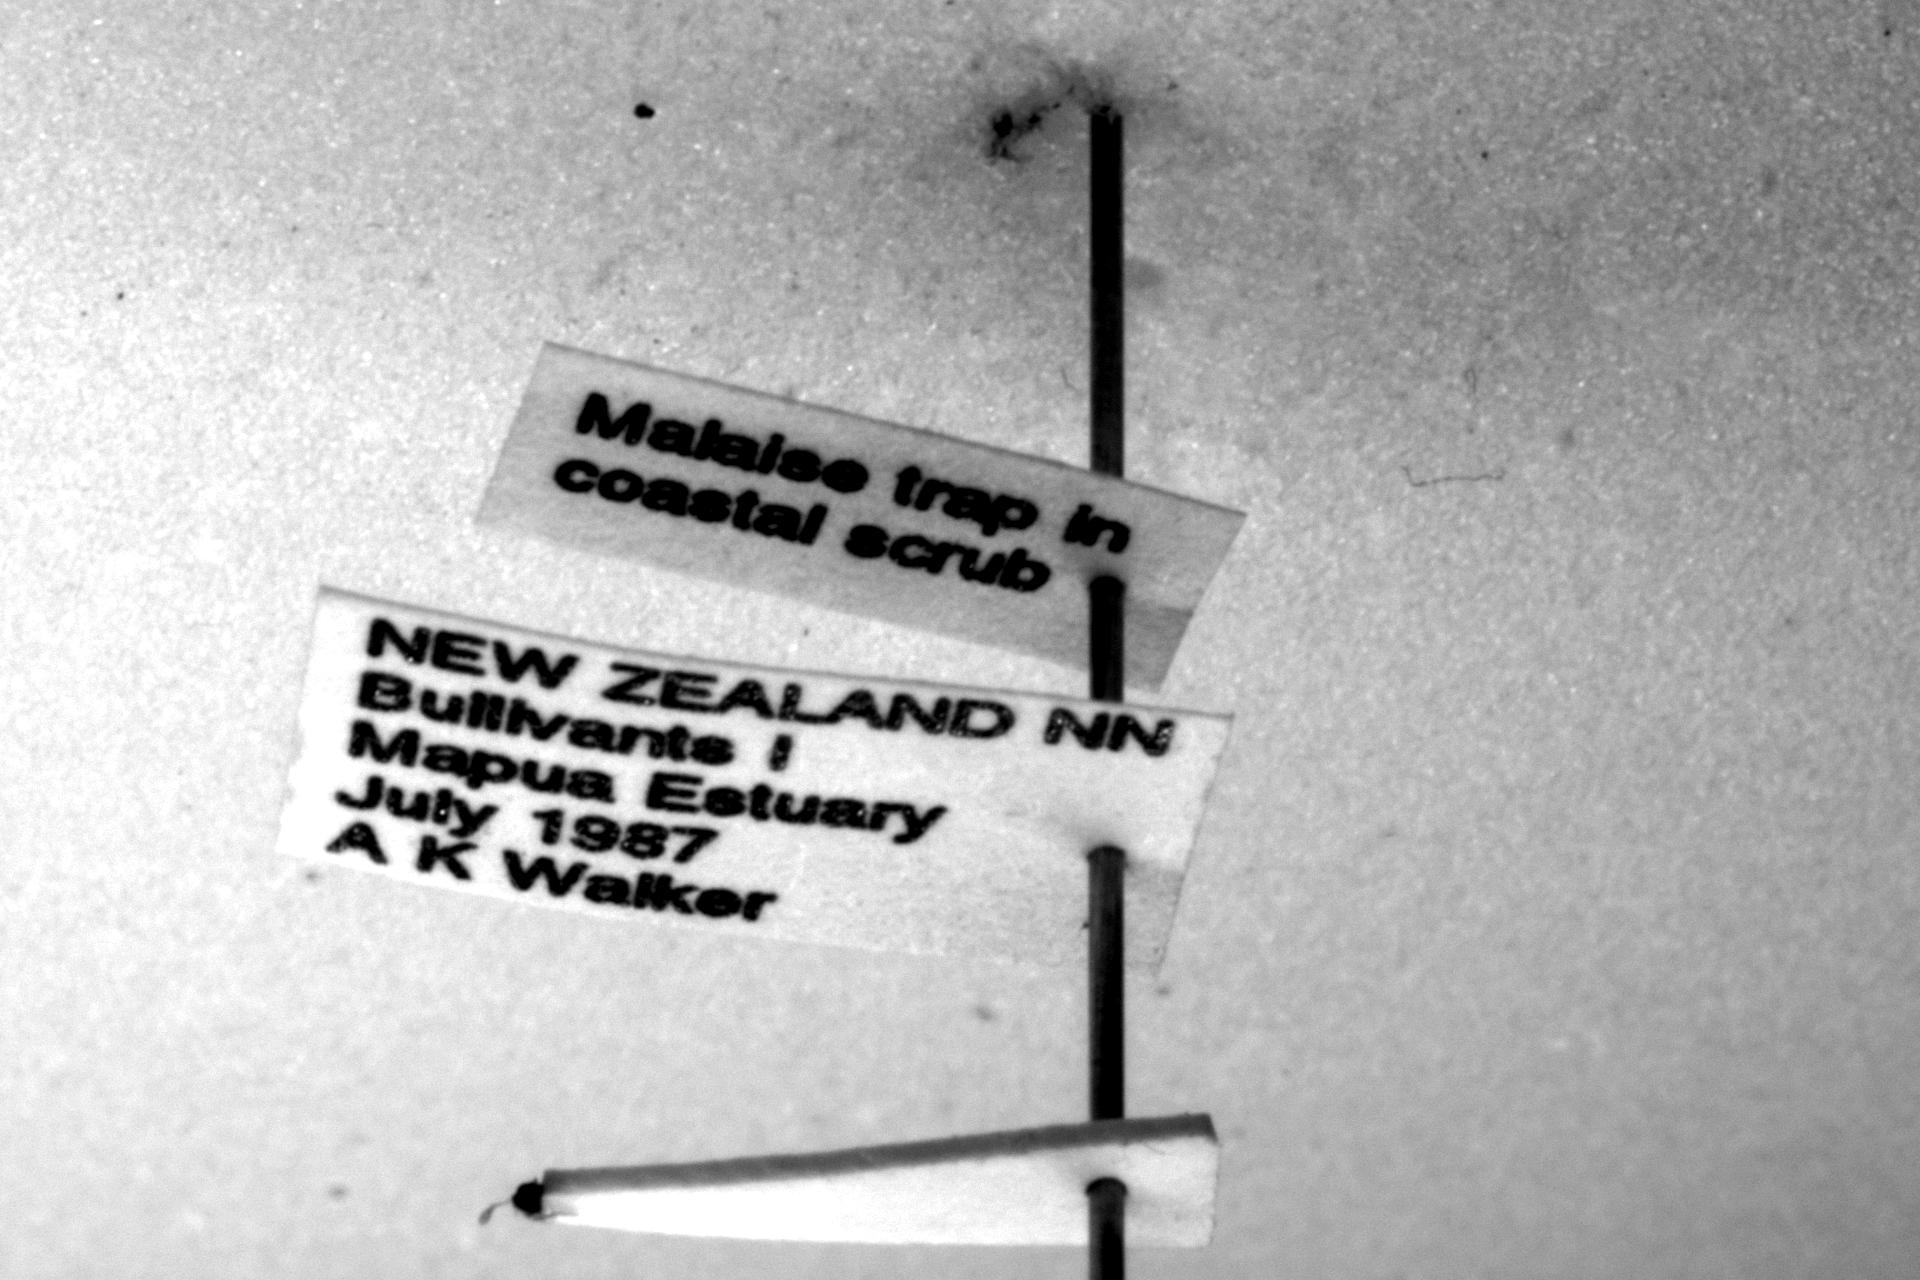 Malaise trap in
coastal scrub
NEW ZEALAND NN
Bullivants I
Mapua Estuary
July 1987
A K Walker